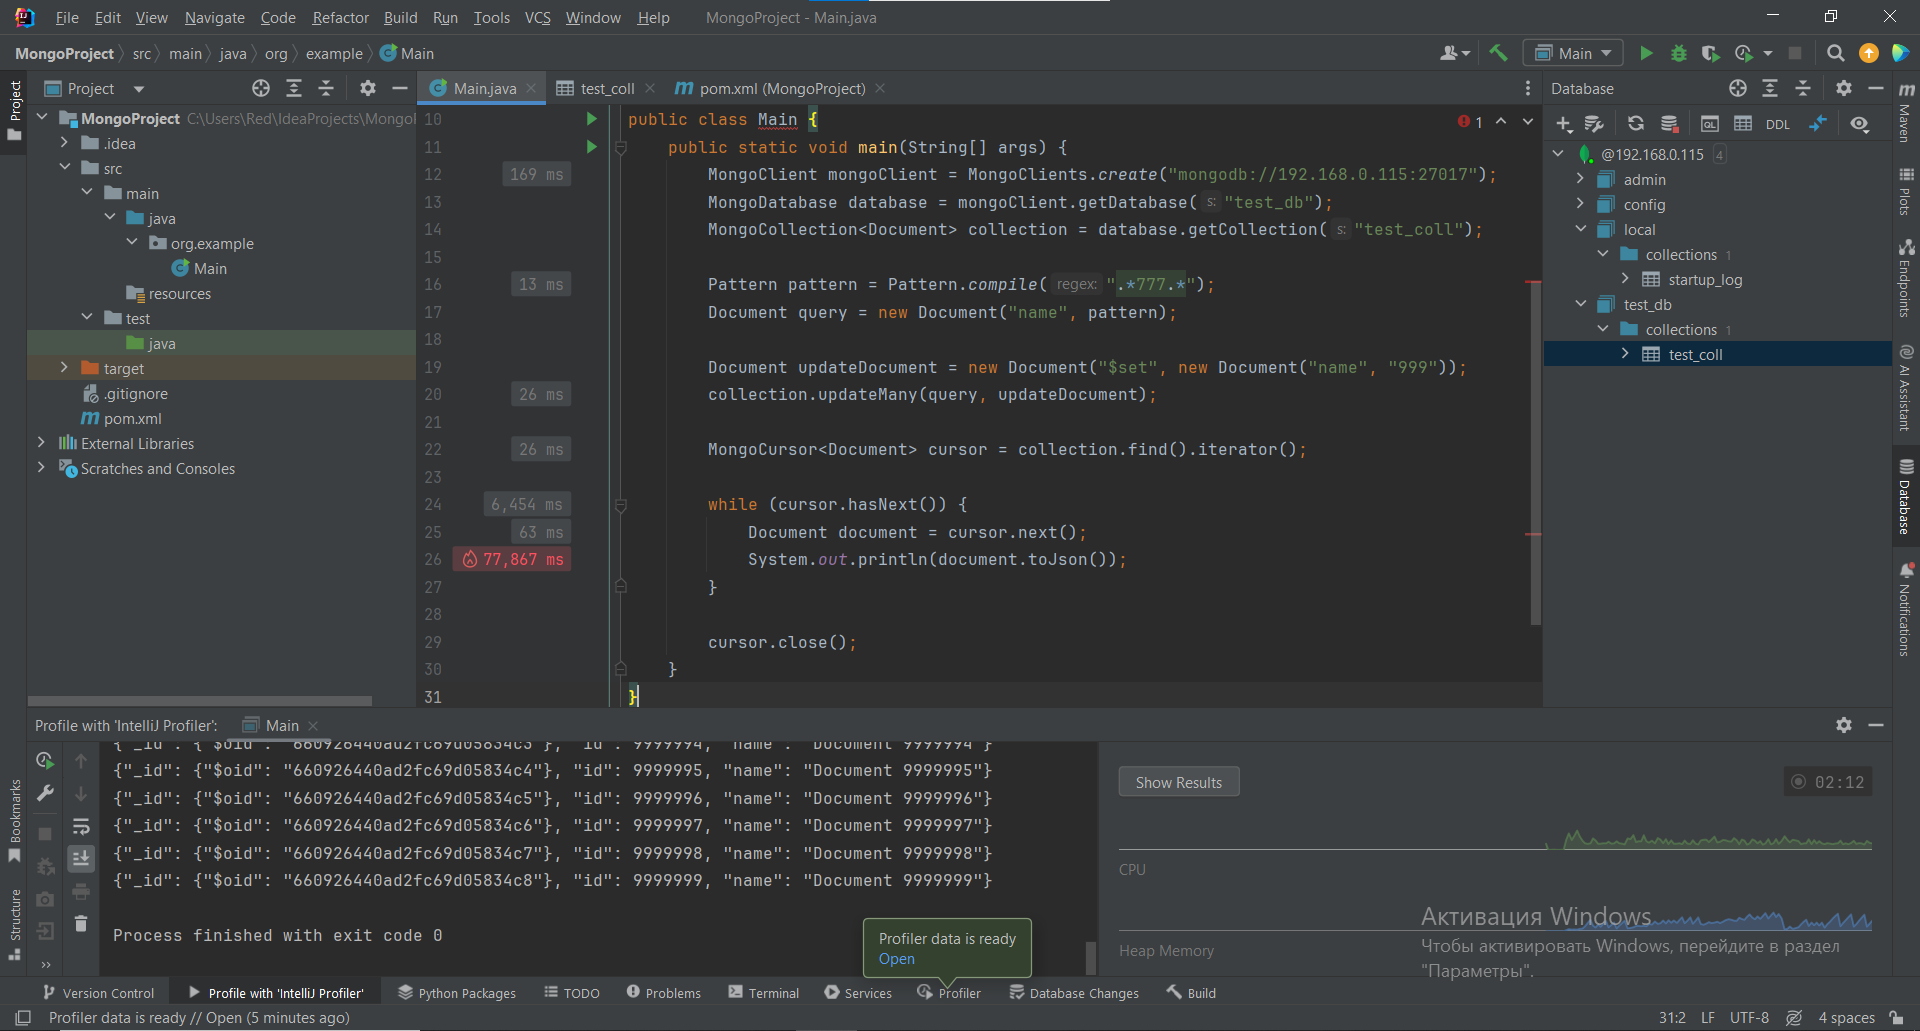 File Edit View Navigate Code Refactor Build Run Tools VCS Window Help MongoProject - Main.java
MongoProject src main java org example Main
Main
Project
Main.java test_coll pom.xml (MongoProject)
Database
MongoProject C:\Users\Red\IdeaProjects\Mongol
.idea
src
main
java
org.example
Main
resources
test
java
target
.gitignore
pom.xml
External Libraries
Scratches and Consoles
10 public class Main {
11 public static void main(String[] args) {
12 169 ms MongoClient mongoClient = MongoClients.create("mongodb://192.168.0.115:27017");
13 MongoDatabase database = mongoClient.getDatabase( s: "test_db");
14 MongoCollection<Document> collection = database.getCollection( s: "test_coll");
15
16 13 ms Pattern pattern = Pattern.compile( regex: ".*777.*");
17 Document query = new Document("name", pattern);
18
19 Document updateDocument = new Document("$set", new Document("name", "999"));
20 26 ms collection.updateMany(query, updateDocument);
21
22 26 ms MongoCursor<Document> cursor = collection.find().iterator();
23
24 6,454 ms while (cursor.hasNext()) {
25 63 ms Document document = cursor.next();
26 77,867 ms System.out.println(document.toJson());
27 }
28
29 cursor.close();
30 }
31 }
1
DDL
@192.168.0.115 4
admin
config
local
collections 1
startup_log
test_db
collections 1
test_coll
Project
Bookmarks
Structure
Maven
Plots
Endpoints
AI Assistant
Database
Notifications
Profile with 'IntelliJ Profiler': Main
{"_id": {"$oid": "660926440ad2fc69d05834c3"}, "id": 9999994, "name": "Document 9999994"}
{"_id": {"$oid": "660926440ad2fc69d05834c4"}, "id": 9999995, "name": "Document 9999995"}
{"_id": {"$oid": "660926440ad2fc69d05834c5"}, "id": 9999996, "name": "Document 9999996"}
{"_id": {"$oid": "660926440ad2fc69d05834c6"}, "id": 9999997, "name": "Document 9999997"}
{"_id": {"$oid": "660926440ad2fc69d05834c7"}, "id": 9999998, "name": "Document 9999998"}
{"_id": {"$oid": "660926440ad2fc69d05834c8"}, "id": 9999999, "name": "Document 9999999"}
Process finished with exit code 0
Show Results
02:12
CPU
Heap Memory
Активация Windows
Чтобы активировать Windows, перейдите в раздел
"Параметры".
Profiler data is ready
Open
Version Control Profile with 'IntelliJ Profiler' Python Packages TODO Problems Terminal Services Profiler Database Changes Build
Profiler data is ready // Open (5 minutes ago)
31:2 LF UTF-8 4 spaces